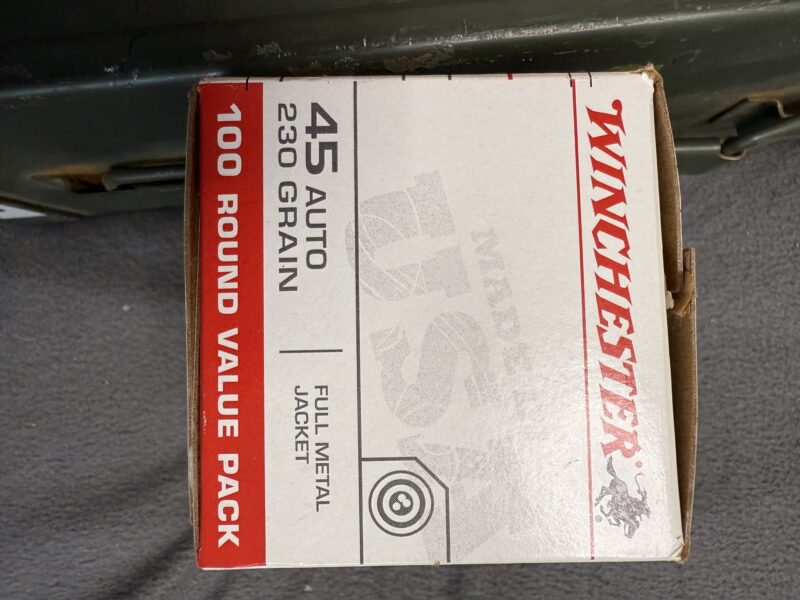 WINCHESTER®
®
MADE IN
USA
45 AUTO
230 GRAIN
FULL METAL
JACKET
100 ROUND VALUE PACK